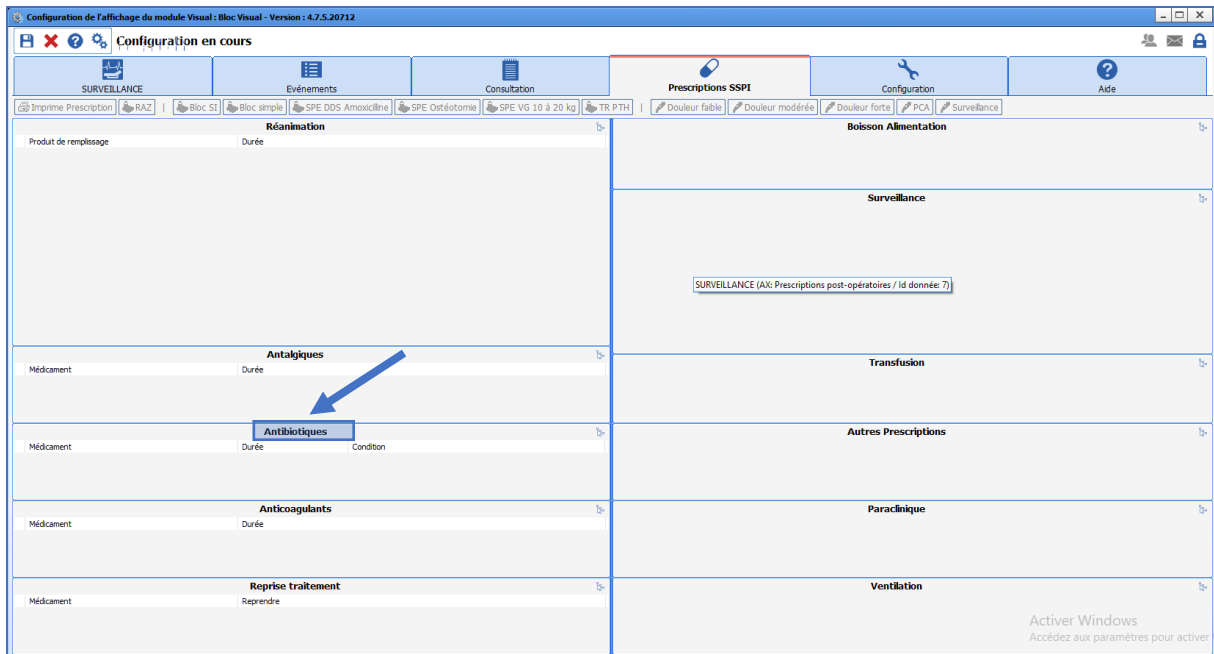 Configuration de l'affichage du module Visual : Bloc Visual - Version : 4.7.5.20712
Configuration en cours
SURVEILLANCE
Evénements
Consultation
Prescriptions SSPI
Configuration
Aide
Imprime Prescription RAZ | Bloc SI Bloc simple SPE DDS Amoxicilline SPE Ostéotomie SPE VG 10 à 20 kg TR PTH | Douleur faible Douleur modérée Douleur forte PCA Surveillance
Réanimation
Produit de remplissage Durée
Antalgiques
Médicament Durée
Antibiotiques
Médicament Durée Condition
Anticoagulants
Médicament Durée
Reprise traitement
Médicament Reprendre
Boisson Alimentation
Surveillance
SURVEILLANCE (AX: Prescriptions post-opératoires / Id donnée: 7)
Transfusion
Autres Prescriptions
Paraclinique
Ventilation
Activer Windows
Accédez aux paramètres pour activer